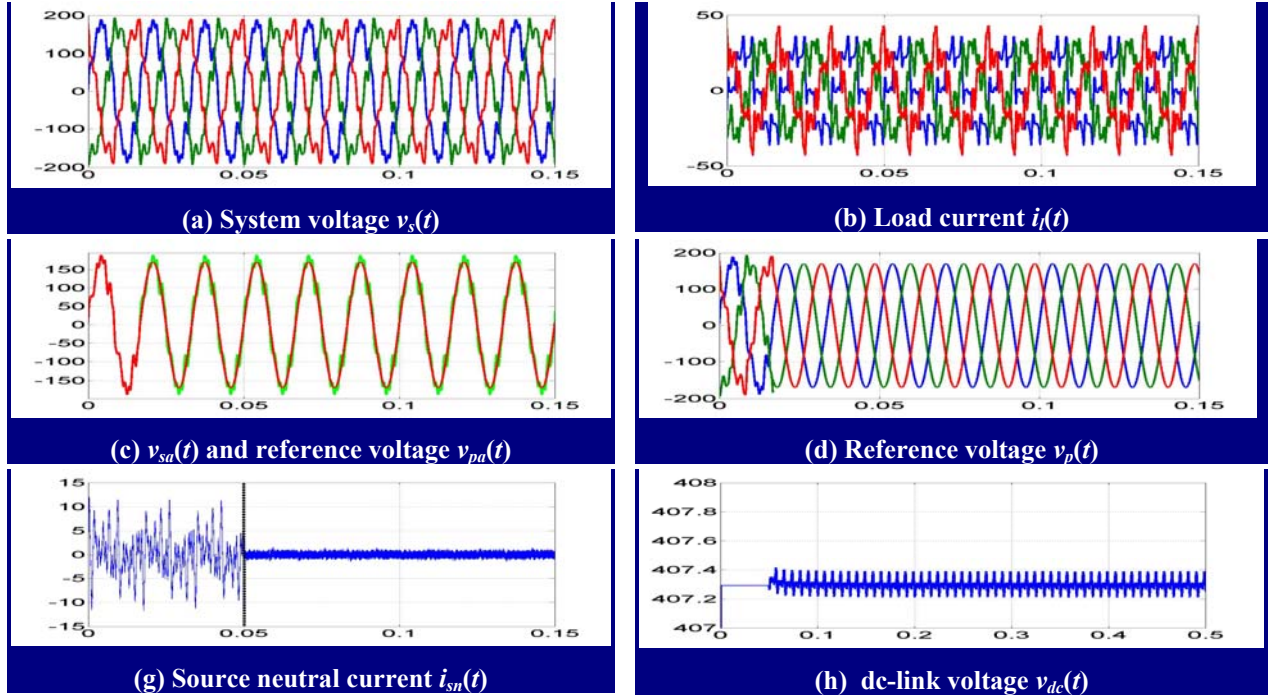 200
100
0
-100
-200
0 0.05 0.1 0.15
(a) System voltage vs(t)
50
0
-50
0 0.05 0.1 0.15
(b) Load current il(t)
150
100
50
0
-50
-100
-150
0 0.05 0.1 0.15
(c) vsa(t) and reference voltage vpa(t)
200
100
0
-100
-200
0 0.05 0.1 0.15
(d) Reference voltage vp(t)
15
10
5
0
-5
-10
-15
0 0.05 0.1 0.15
(g) Source neutral current isn(t)
408
407.8
407.6
407.4
407.2
407
0 0.1 0.2 0.3 0.4 0.5
(h) dc-link voltage vdc(t)